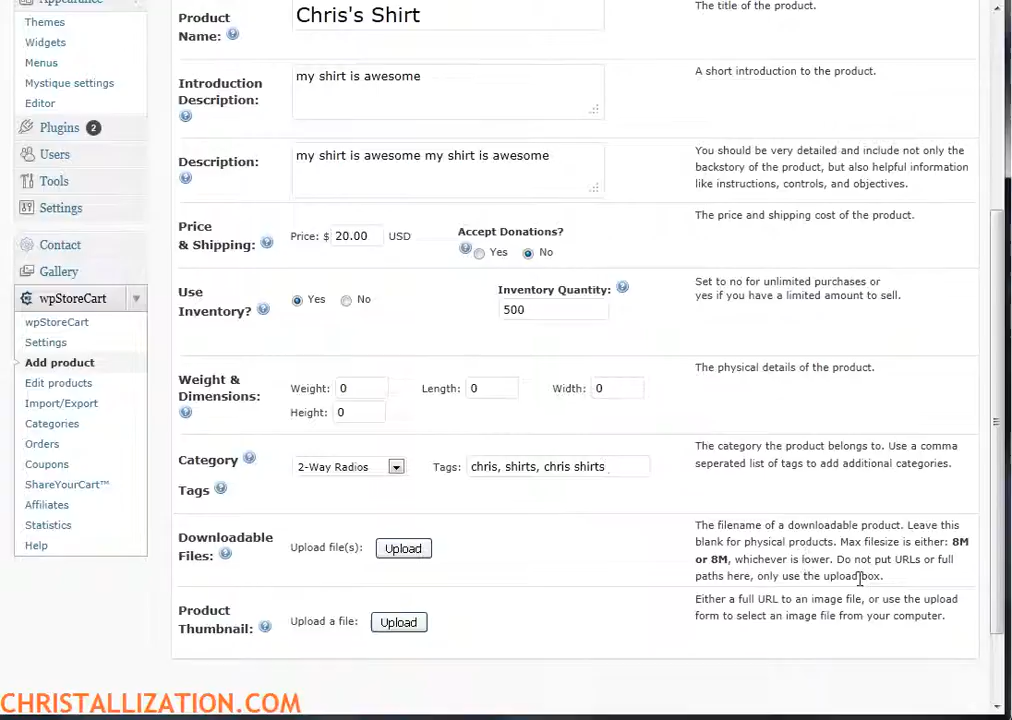 Appearance
Themes
Widgets
Menus
Mystique settings
Editor
Plugins 2
Users
Tools
Settings
Contact
Gallery
wpStoreCart
wpStoreCart
Settings
Add product
Edit products
Import/Export
Categories
Orders
Coupons
ShareYourCart™
Affiliates
Statistics
Help
Product
Name:
Chris's Shirt
The title of the product.
Introduction
Description:
my shirt is awesome
A short introduction to the product.
Description:
my shirt is awesome my shirt is awesome
You should be very detailed and include not only the
backstory of the product, but also helpful information
like instructions, controls, and objectives.
Price
& Shipping:
Price: $ 20.00 USD
Accept Donations?
Yes No
The price and shipping cost of the product.
Use
Inventory?
Yes No
Inventory Quantity:
500
Set to no for unlimited purchases or
yes if you have a limited amount to sell.
Weight &
Dimensions:
Weight: 0 Length: 0 Width: 0
Height: 0
The physical details of the product.
Category
Tags
2-Way Radios
Tags: chris, shirts, chris shirts
The category the product belongs to. Use a comma
seperated list of tags to add additional categories.
Downloadable
Files:
Upload file(s): Upload
The filename of a downloadable product. Leave this
blank for physical products. Max filesize is either: 8M
or 8M, whichever is lower. Do not put URLs or full
paths here, only use the upload box.
Product
Thumbnail:
Upload a file: Upload
Either a full URL to an image file, or use the upload
form to select an image file from your computer.
CHRISTALLIZATION.COM